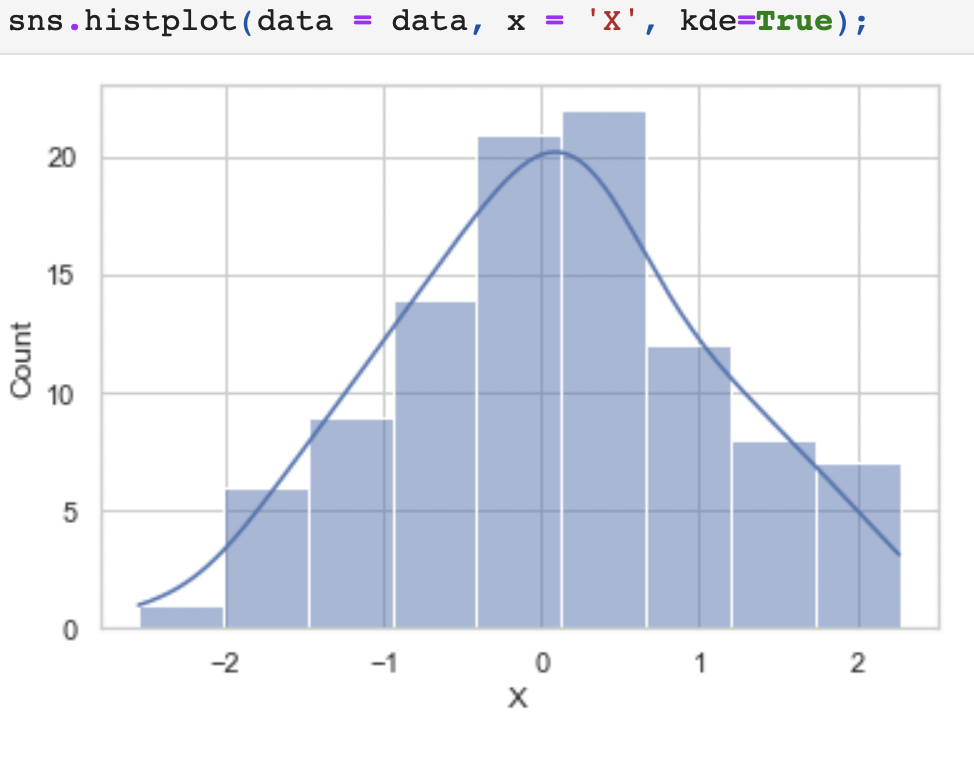 sns.histplot(data = data, x = 'X', kde=True);
20
15
10
5
0
Count
−2 −1 0 1 2
X